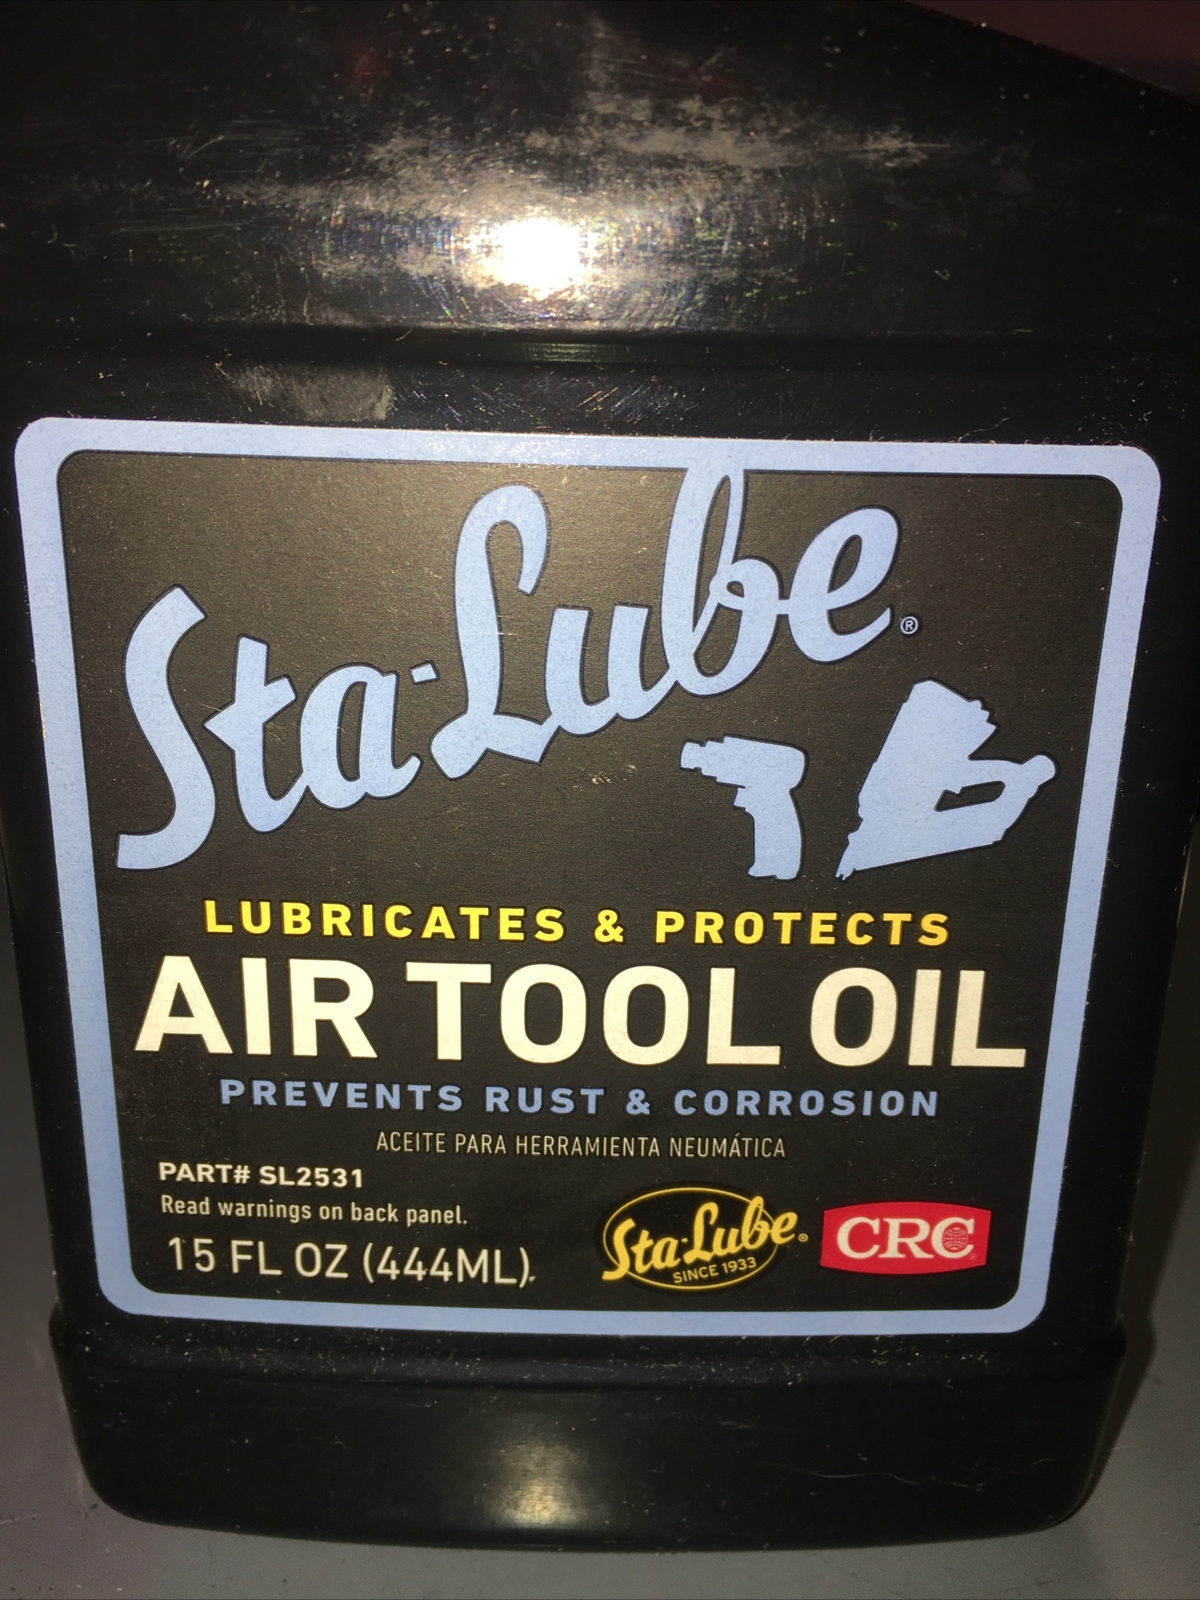 Sta-Lube®
LUBRICATES & PROTECTS
AIR TOOL OIL
PREVENTS RUST & CORROSION
ACEITE PARA HERRAMIENTA NEUMÁTICA
PART# SL2531
Read warnings on back panel.
15 FL OZ (444ML).
Sta-Lube®
SINCE 1933
CRC